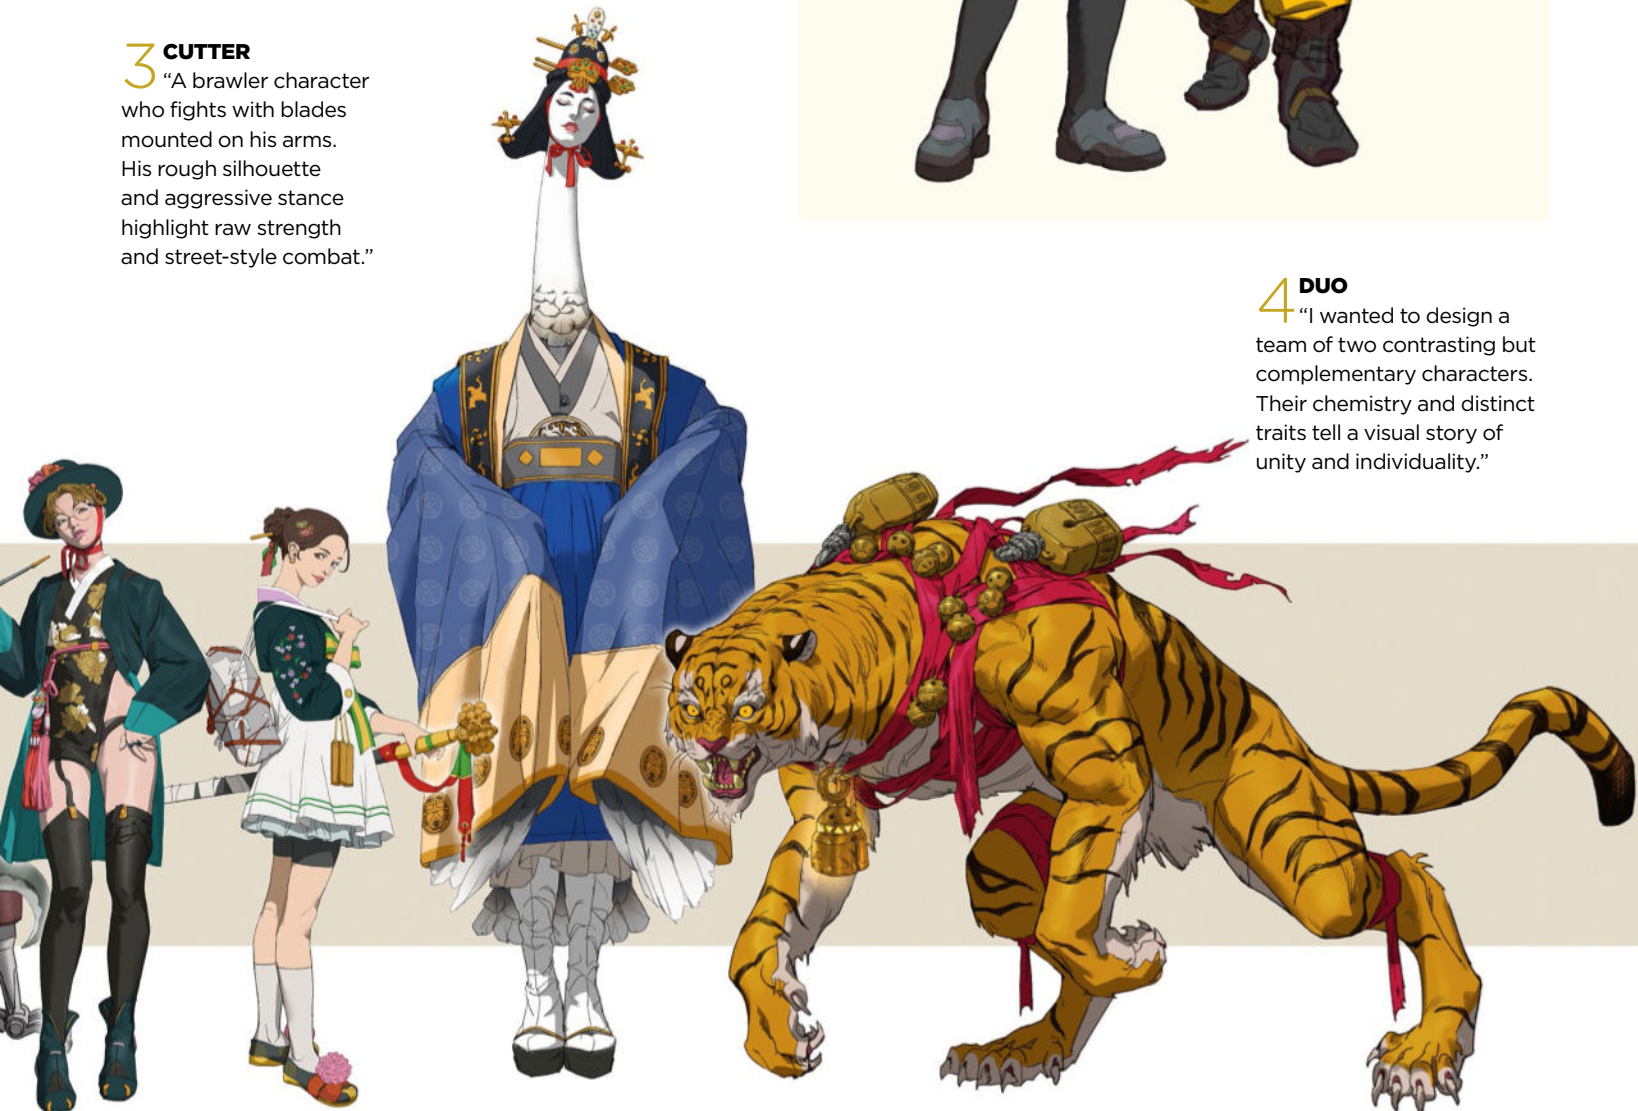 3 CUTTER
“A brawler character
who fights with blades
mounted on his arms.
His rough silhouette
and aggressive stance
highlight raw strength
and street-style combat.”
4 DUO
“I wanted to design a
team of two contrasting but
complementary characters.
Their chemistry and distinct
traits tell a visual story of
unity and individuality.”